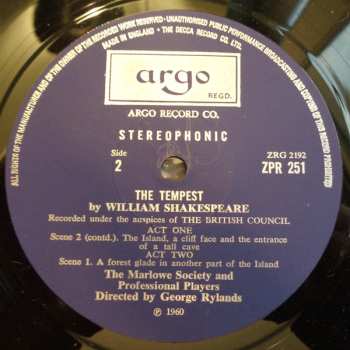 ALL RIGHTS OF THE MANUFACTURER AND OF THE OWNER OF THE RECORDED WORK RESERVED • UNAUTHORISED PUBLIC PERFORMANCE BROADCASTING AND COPYING OF THIS RECORD PROHIBITED
MADE IN ENGLAND • THE DECCA RECORD CO. LTD.
argo
REGD.
ARGO RECORD CO.
STEREOPHONIC
Side
2
ZRG 2192
ZPR 251
THE TEMPEST
by WILLIAM SHAKESPEARE
Recorded under the auspices of THE BRITISH COUNCIL
ACT ONE
Scene 2 (contd.). The Island, a cliff face and the entrance
of a tall cave
ACT TWO
Scene 1. A forest glade in another part of the Island
The Marlowe Society and
Professional Players
Directed by George Rylands
℗ 1960